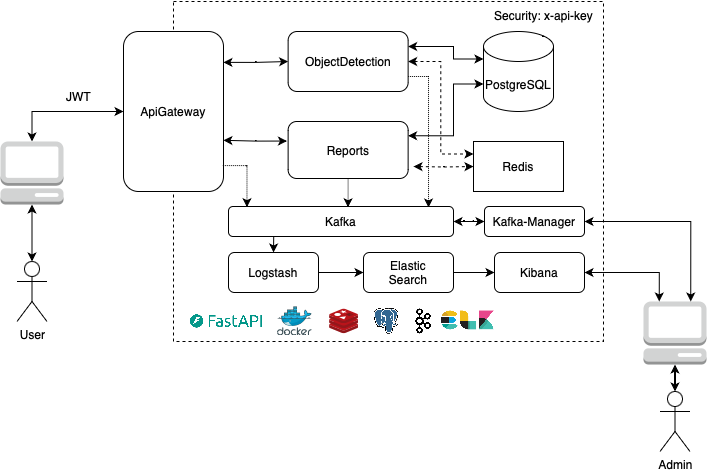 Security: x-api-key
JWT
ApiGateway
ObjectDetection
PostgreSQL
Reports
Redis
Kafka
Kafka-Manager
Logstash
Elastic
Search
Kibana
FastAPI
docker
User
Admin